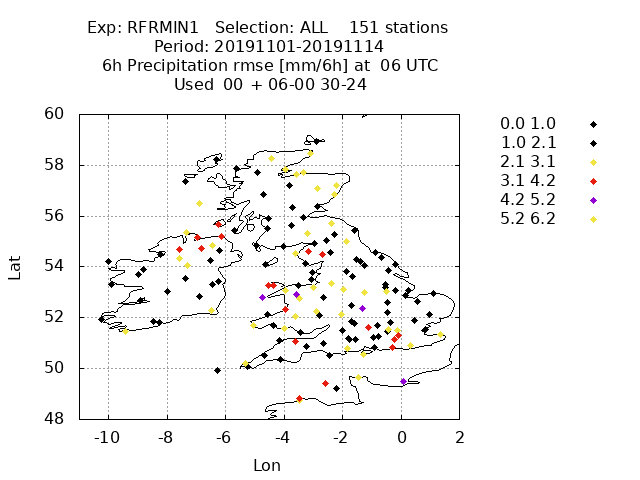 Exp: RFRMIN1 Selection: ALL 151 stations
Period: 20191101-20191114
6h Precipitation rmse [mm/6h] at 06 UTC
Used 00 + 06-00 30-24
60
58
56
54
52
50
48
Lat
-10 -8 -6 -4 -2 0 2
Lon
0.0 1.0
1.0 2.1
2.1 3.1
3.1 4.2
4.2 5.2
5.2 6.2